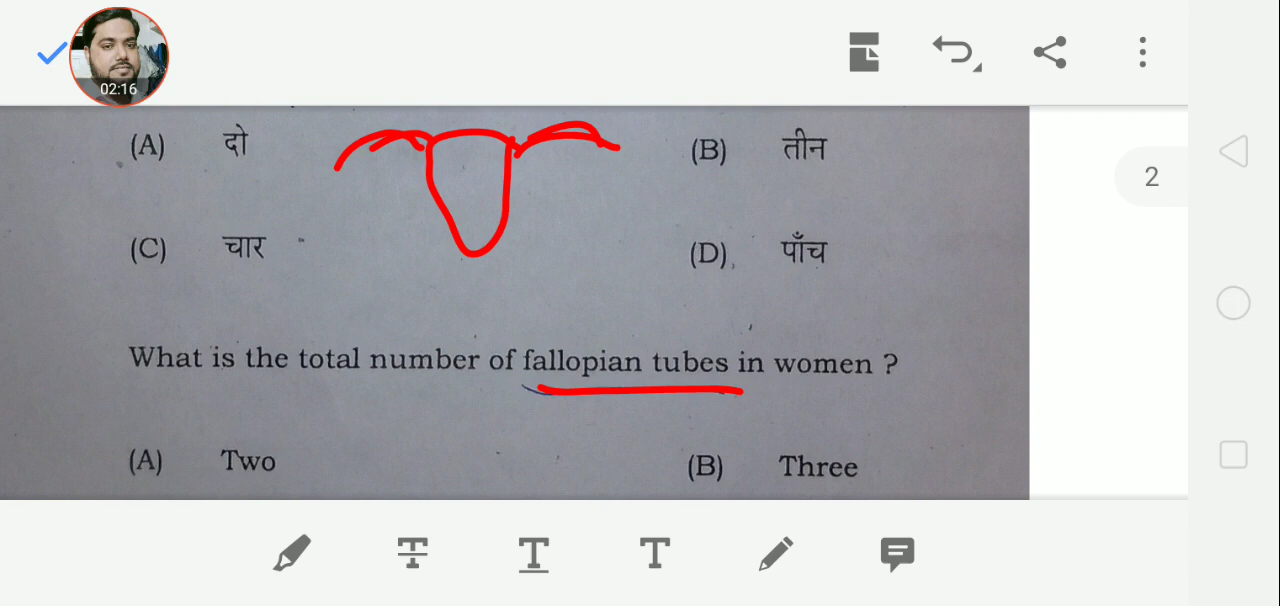 02:16
(A) दो (B) तीन
2
(C) चार (D) पाँच
What is the total number of fallopian tubes in women ?
(A) Two (B) Three
T T T